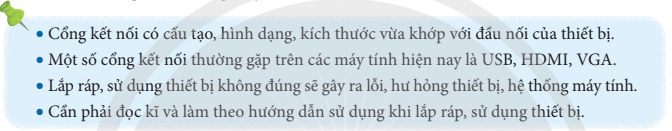 • Cổng kết nối có cấu tạo, hình dạng, kích thước vừa khớp với đầu nối của thiết bị.
• Một số cổng kết nối thường gặp trên các máy tính hiện nay là USB, HDMI, VGA.
• Lắp ráp, sử dụng thiết bị không đúng sẽ gây ra lỗi, hư hỏng thiết bị, hệ thống máy tính.
• Cần phải đọc kĩ và làm theo hướng dẫn sử dụng khi lắp ráp, sử dụng thiết bị.